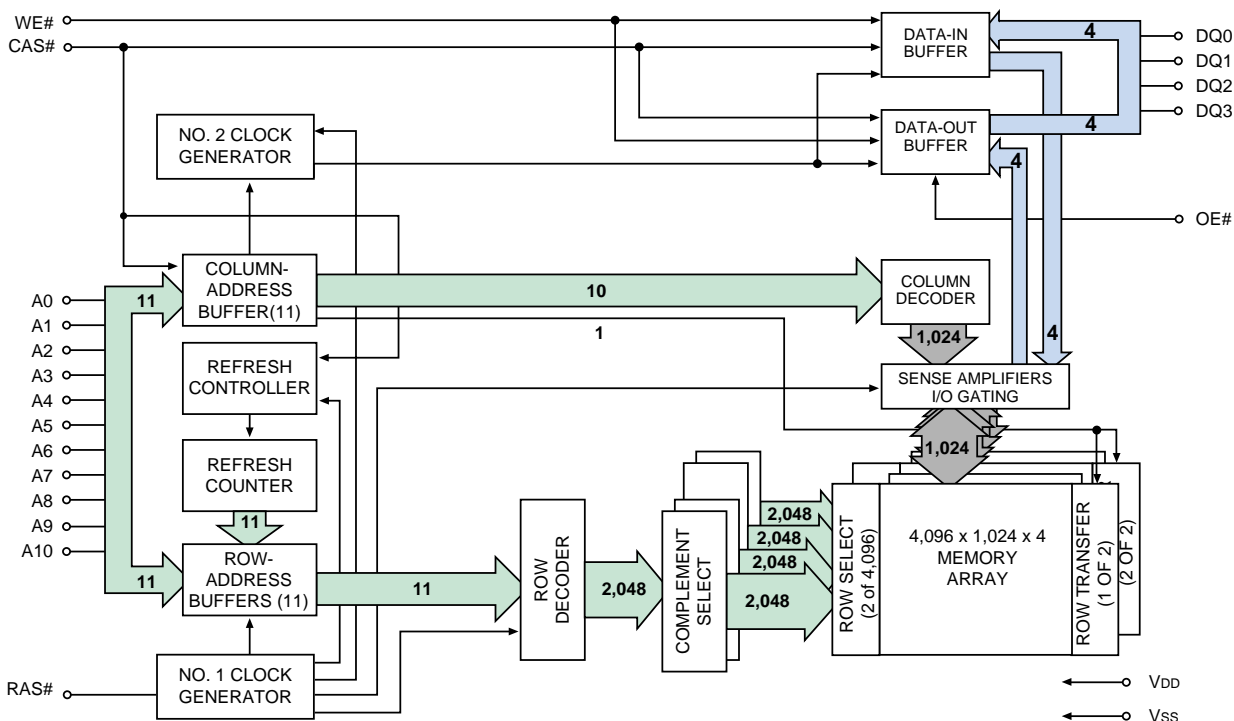 WE#
CAS#
DATA-IN
BUFFER
4
DQ0
DQ1
DQ2
DQ3
NO. 2 CLOCK
GENERATOR
DATA-OUT
BUFFER
4
4
OE#
A0
A1
A2
A3
A4
A5
A6
A7
A8
A9
A10
11
COLUMN-
ADDRESS
BUFFER(11)
10
1
COLUMN
DECODER
1,024
4
REFRESH
CONTROLLER
SENSE AMPLIFIERS
I/O GATING
1,024
REFRESH
COUNTER
11
11
ROW-
ADDRESS
BUFFERS (11)
11
ROW
DECODER
2,048
COMPLEMENT
SELECT
2,048
2,048
2,048
2,048
ROW SELECT
(2 of 4,096)
4,096 x 1,024 x 4
MEMORY
ARRAY
ROW TRANSFER
(1 OF 2)
(2 OF 2)
RAS#
NO. 1 CLOCK
GENERATOR
VDD
VSS